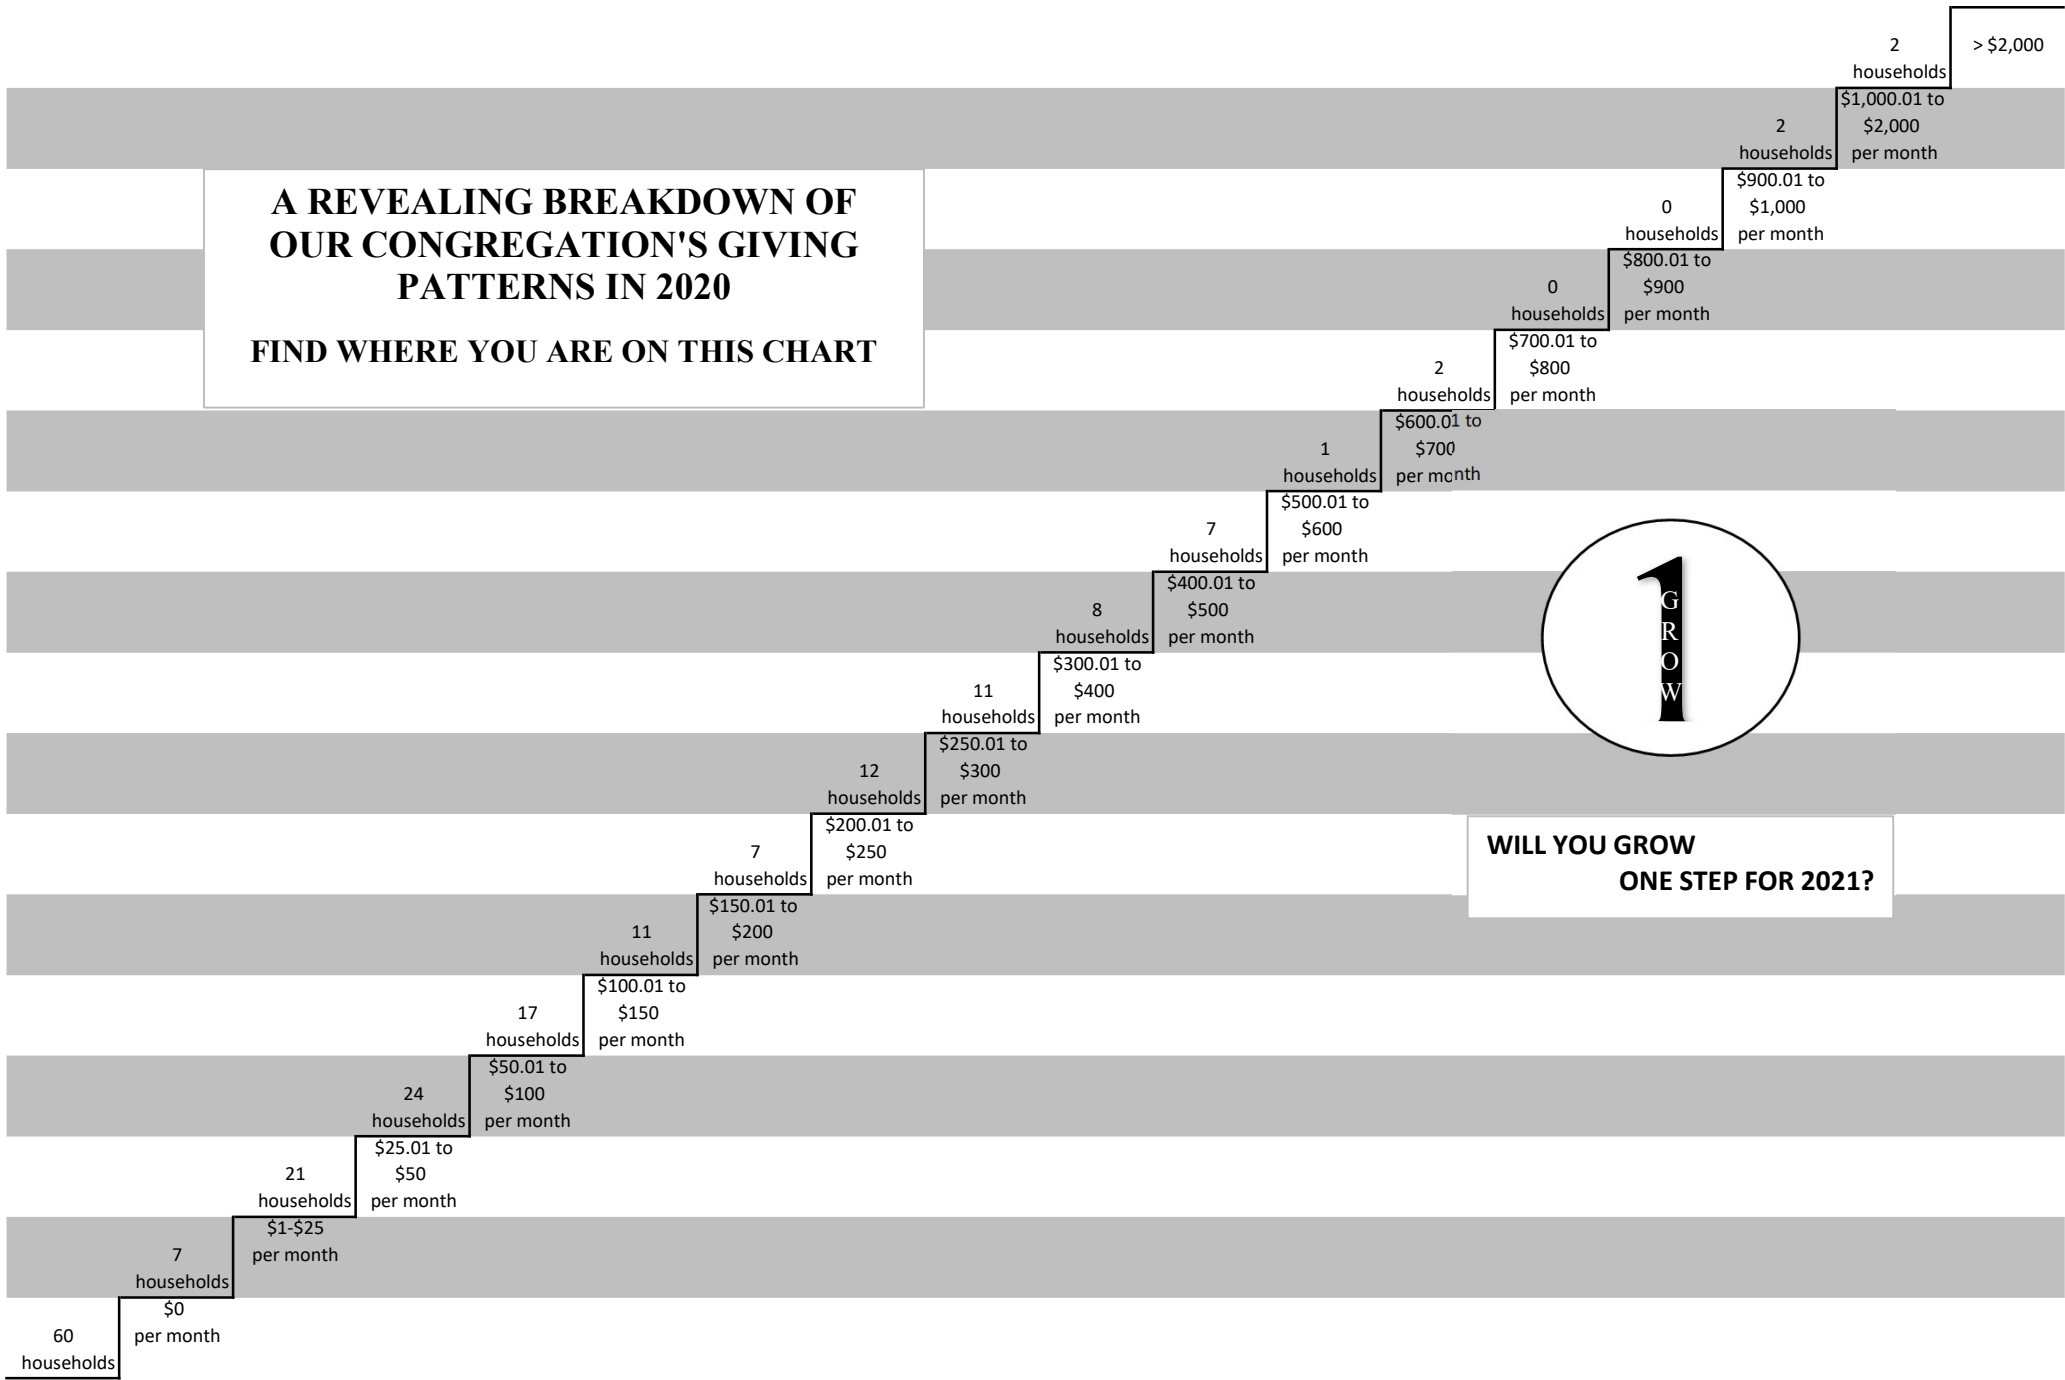 2
households
> $2,000
$1,000.01 to
$2,000
per month
2
households
A REVEALING BREAKDOWN OF
OUR CONGREGATION'S GIVING
PATTERNS IN 2020
FIND WHERE YOU ARE ON THIS CHART
$900.01 to
$1,000
per month
0
households
$800.01 to
$900
per month
0
households
$700.01 to
$800
per month
2
households
$600.01 to
$700
per month
1
households
$500.01 to
$600
per month
7
households
$400.01 to
$500
per month
8
households
1
G
R
O
W
$300.01 to
$400
per month
11
households
$250.01 to
$300
per month
12
households
$200.01 to
$250
per month
7
households
WILL YOU GROW
ONE STEP FOR 2021?
$150.01 to
$200
per month
11
households
$100.01 to
$150
per month
17
households
$50.01 to
$100
per month
24
households
$25.01 to
$50
per month
21
households
$1-$25
per month
7
households
$0
per month
60
households